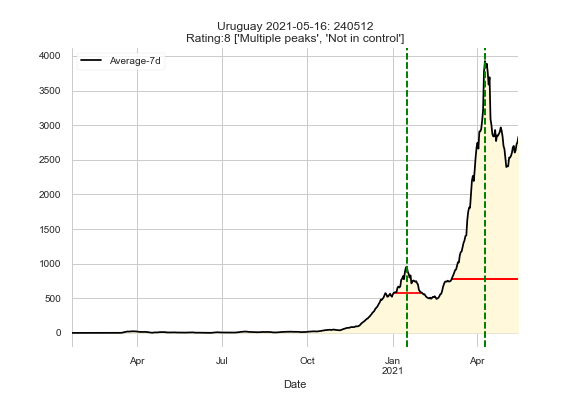 Uruguay 2021-05-16: 240512
Rating:8 ['Multiple peaks', 'Not in control']
Average-7d
4000
3500
3000
2500
2000
1500
1000
500
0
Apr
Jul
Oct
Jan
2021
Apr
Date